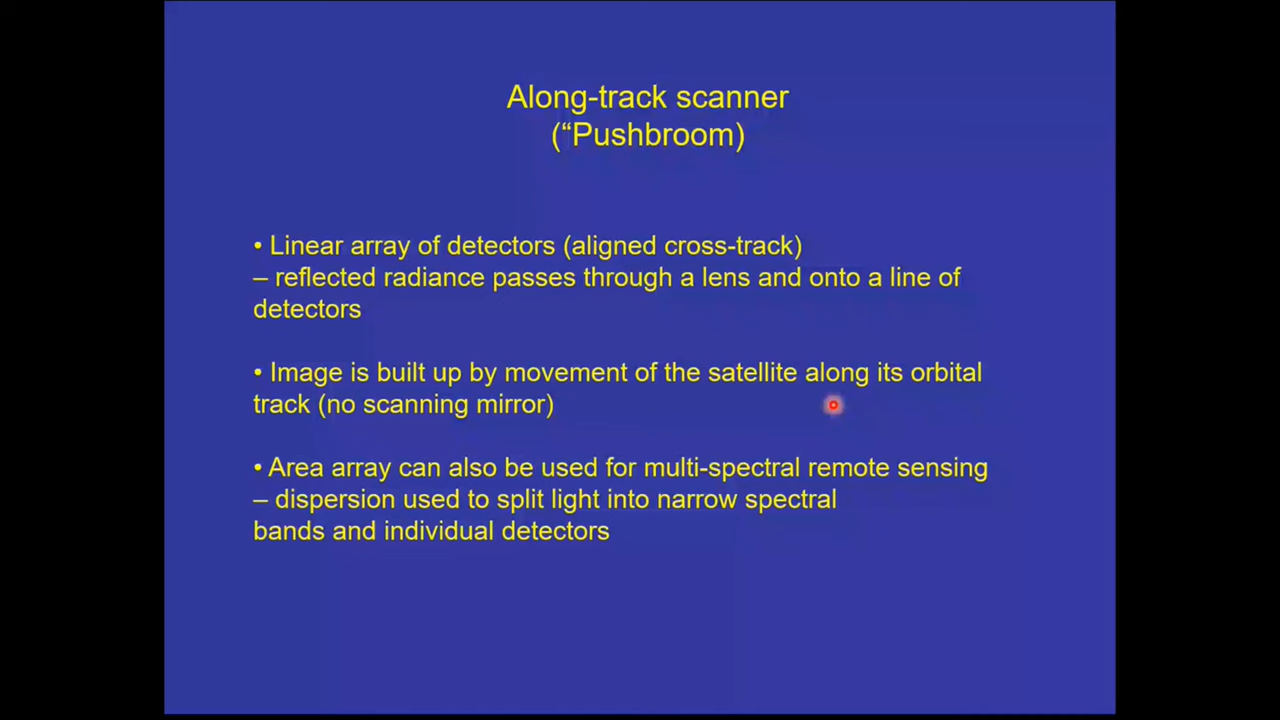 Along-track scanner
(“Pushbroom)
• Linear array of detectors (aligned cross-track)
– reflected radiance passes through a lens and onto a line of
detectors
• Image is built up by movement of the satellite along its orbital
track (no scanning mirror)
• Area array can also be used for multi-spectral remote sensing
– dispersion used to split light into narrow spectral
bands and individual detectors